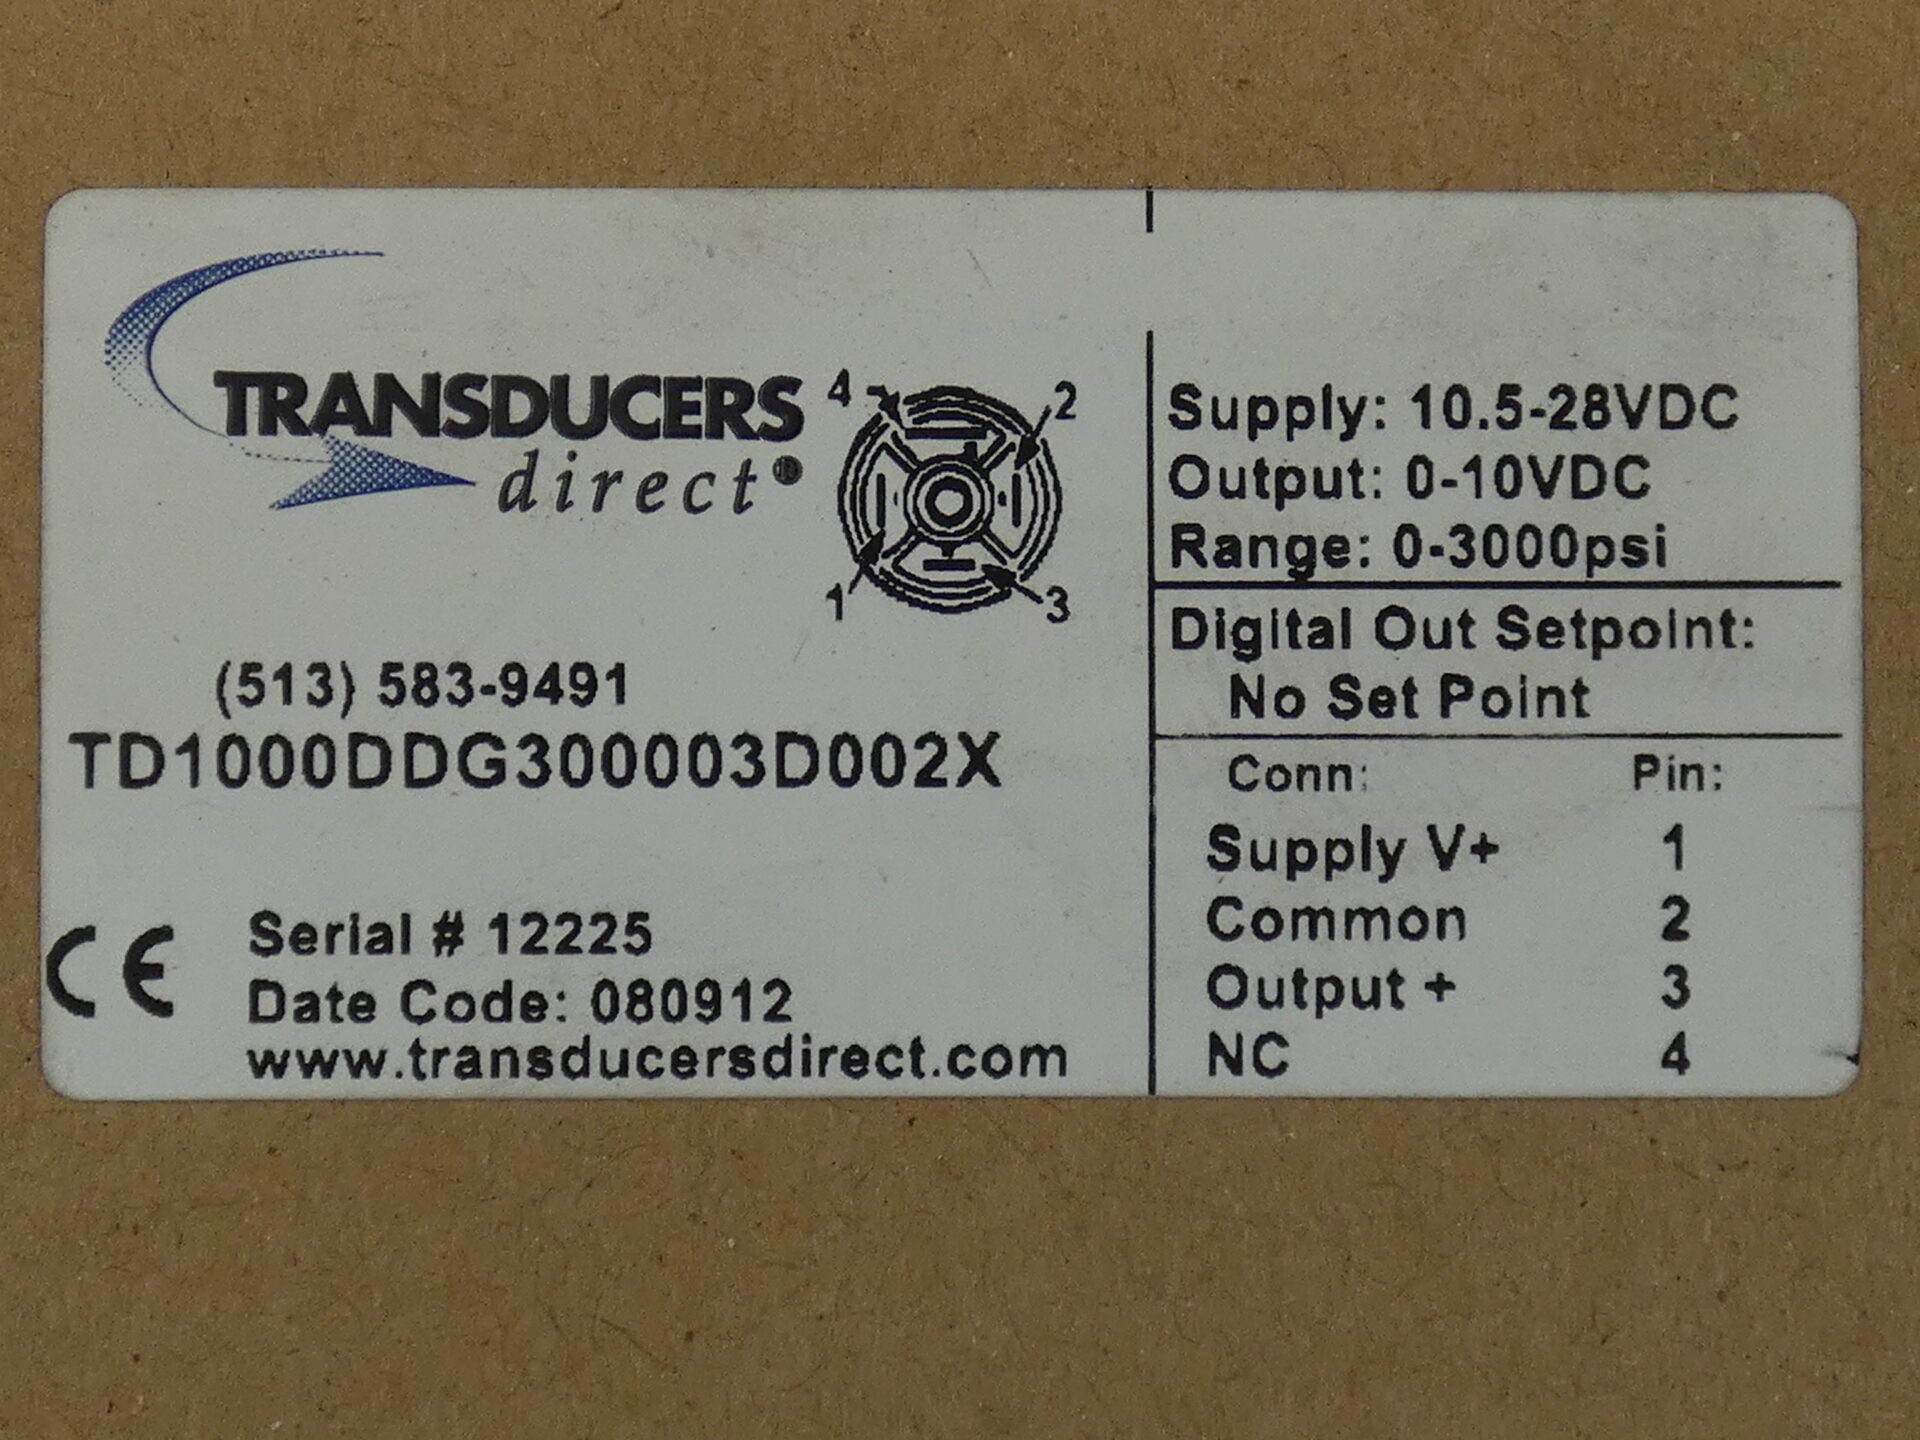 TRANSDUCERS
direct®
4
2
1
3
(513) 583-9491
TD1000DDG300003D002X
CE
Serial # 12225
Date Code: 080912
www.transducersdirect.com
Supply: 10.5-28VDC
Output: 0-10VDC
Range: 0-3000psi
Digital Out Setpoint:
No Set Point
Conn: Pin:
Supply V+ 1
Common 2
Output + 3
NC 4